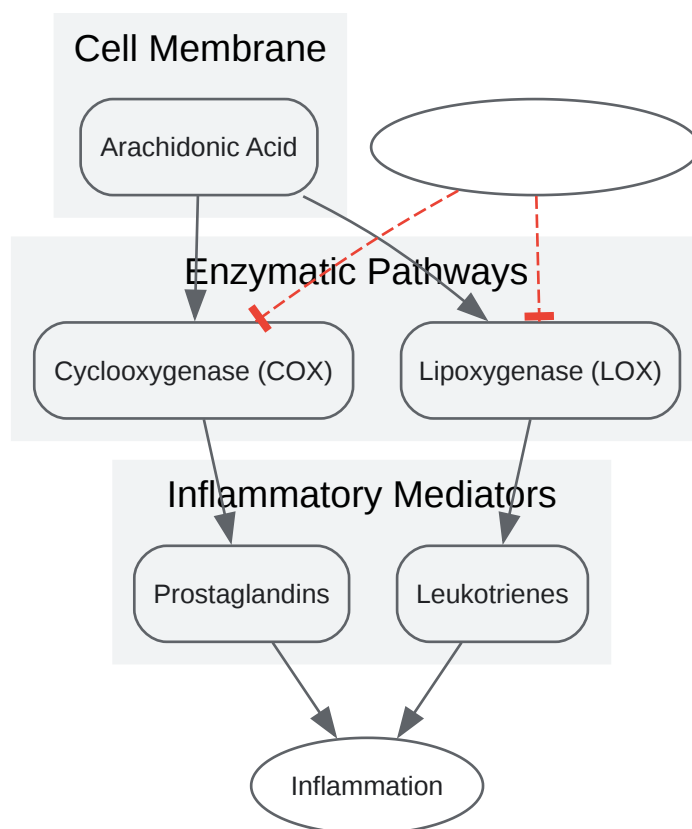 Cell Membrane
Arachidonic Acid
Enzymatic Pathways
Cyclooxygenase (COX)
Lipoxygenase (LOX)
Inflammatory Mediators
Prostaglandins
Leukotrienes
Inflammation